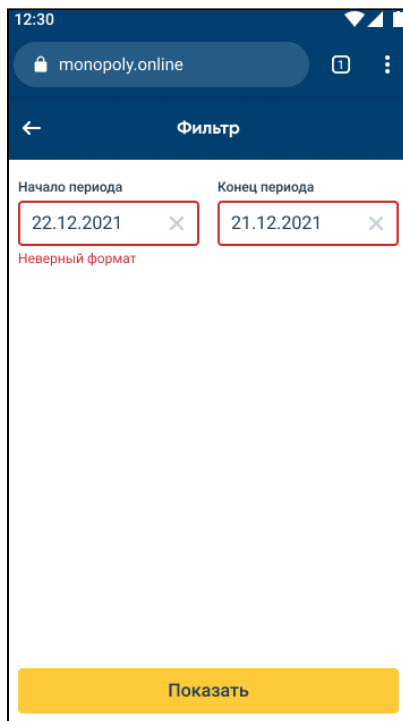 12:30
monopoly.online
1
Фильтр
Начало периода
Конец периода
22.12.2021
21.12.2021
Неверный формат
Показать